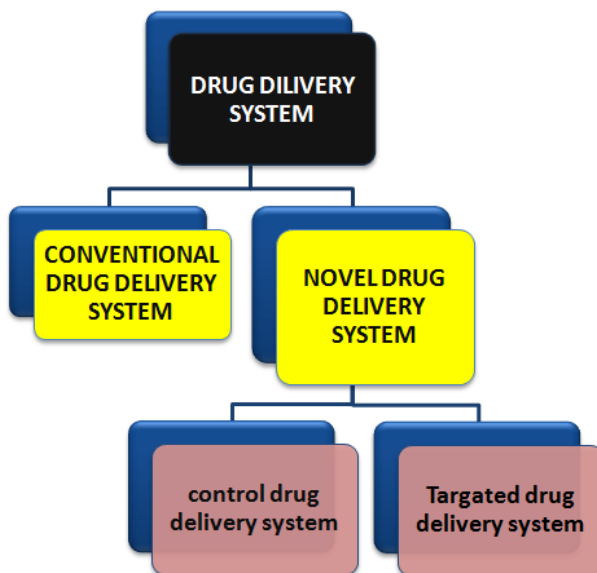 DRUG DILIVERY
SYSTEM
CONVENTIONAL
DRUG DELIVERY
SYSTEM
NOVEL DRUG
DELIVERY
SYSTEM
control drug
delivery system
Targated drug
delivery system